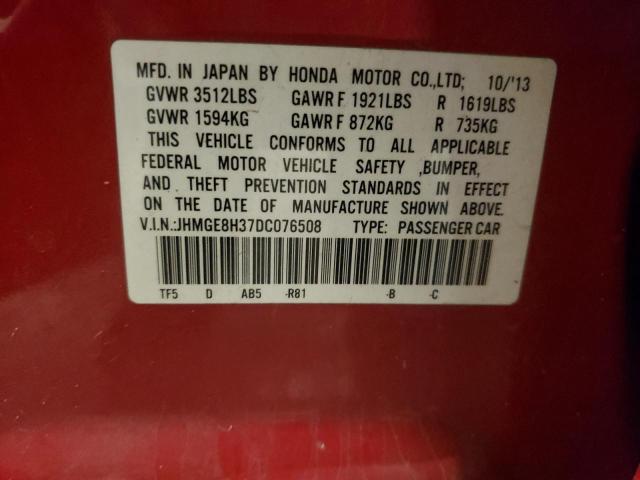 MFD. IN JAPAN BY HONDA MOTOR CO.,LTD; 10/'13
GVWR 3512LBS GAWR F 1921LBS R 1619LBS
GVWR 1594KG GAWR F 872KG R 735KG
THIS VEHICLE CONFORMS TO ALL APPLICABLE
FEDERAL MOTOR VEHICLE SAFETY ,BUMPER,
AND THEFT PREVENTION STANDARDS IN EFFECT
ON THE DATE OF MANUFACTURE SHOWN ABOVE.
V.I.N.:JHMGE8H37DC076508 TYPE: PASSENGER CAR
TF5 D AB5 -R81 -B -C